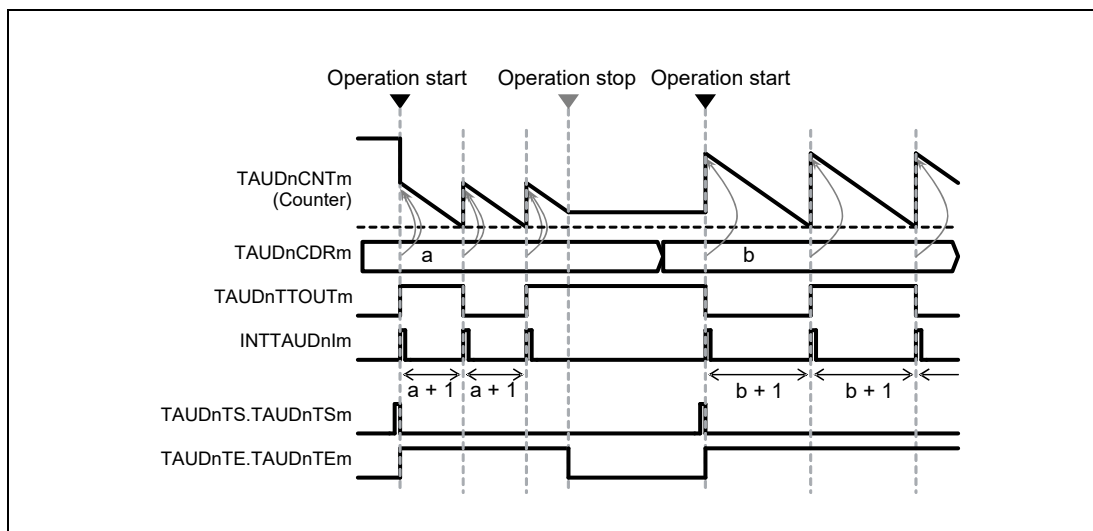 Operation start Operation stop Operation start
TAUDnCNTm
(Counter)
TAUDnCDRm a b
TAUDnTTOUTm
INTTAUDnIm
a + 1 a + 1 b + 1 b + 1
TAUDnTS.TAUDnTSm
TAUDnTE.TAUDnTEm